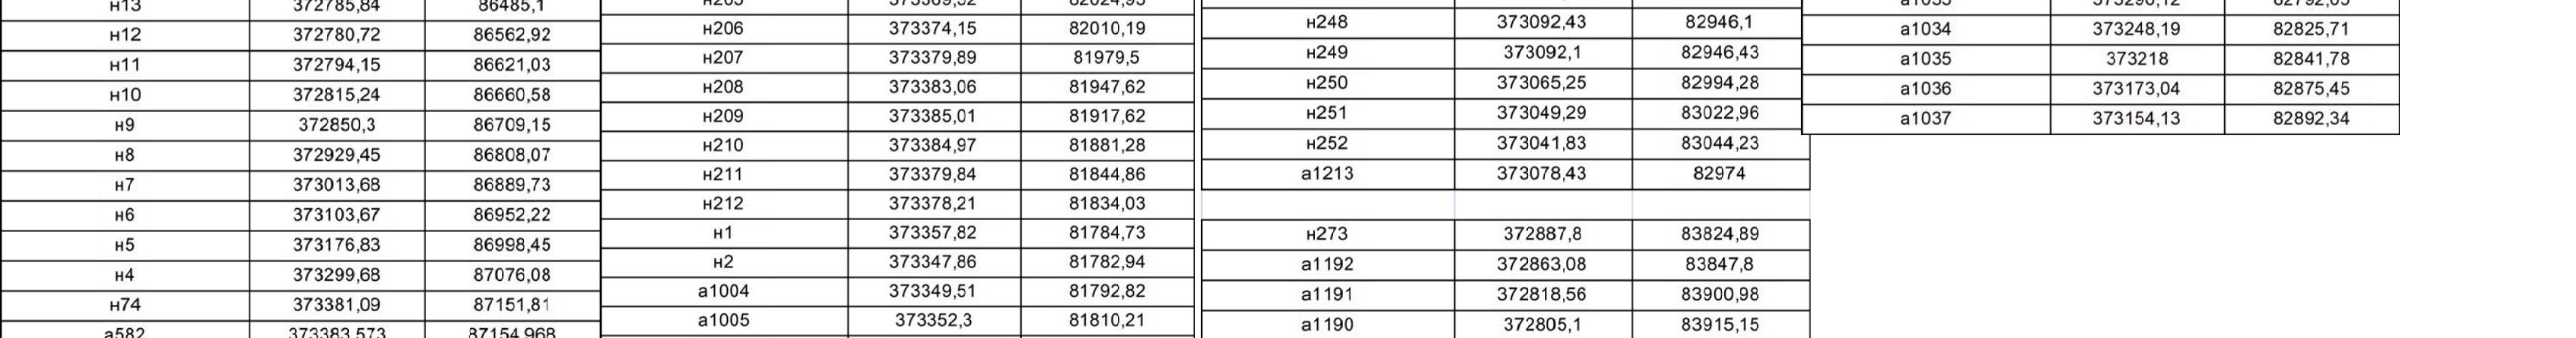 н13 372785,84 86485,1
н12 372780,72 86562,92
н11 372794,15 86621,03
н10 372815,24 86660,58
н9 372850,3 86709,15
н8 372929,45 86808,07
н7 373013,68 86889,73
н6 373103,67 86952,22
н5 373176,83 86998,45
н4 373299,68 87076,08
н74 373381,09 87151,81
а582 373383,573 87154,968
н206 373374,15 82010,19
н207 373379,89 81979,5
н208 373383,06 81947,62
н209 373385,01 81917,62
н210 373384,97 81881,28
н211 373379,84 81844,86
н212 373378,21 81834,03
н1 373357,82 81784,73
н2 373347,86 81782,94
а1004 373349,51 81792,82
а1005 373352,3 81810,21
н248 373092,43 82946,1
н249 373092,1 82946,43
н250 373065,25 82994,28
н251 373049,29 83022,96
н252 373041,83 83044,23
а1213 373078,43 82974
н273 372887,8 83824,89
а1192 372863,08 83847,8
а1191 372818,56 83900,98
а1190 372805,1 83915,15
а1034 373248,19 82825,71
а1035 373218 82841,78
а1036 373173,04 82875,45
а1037 373154,13 82892,34